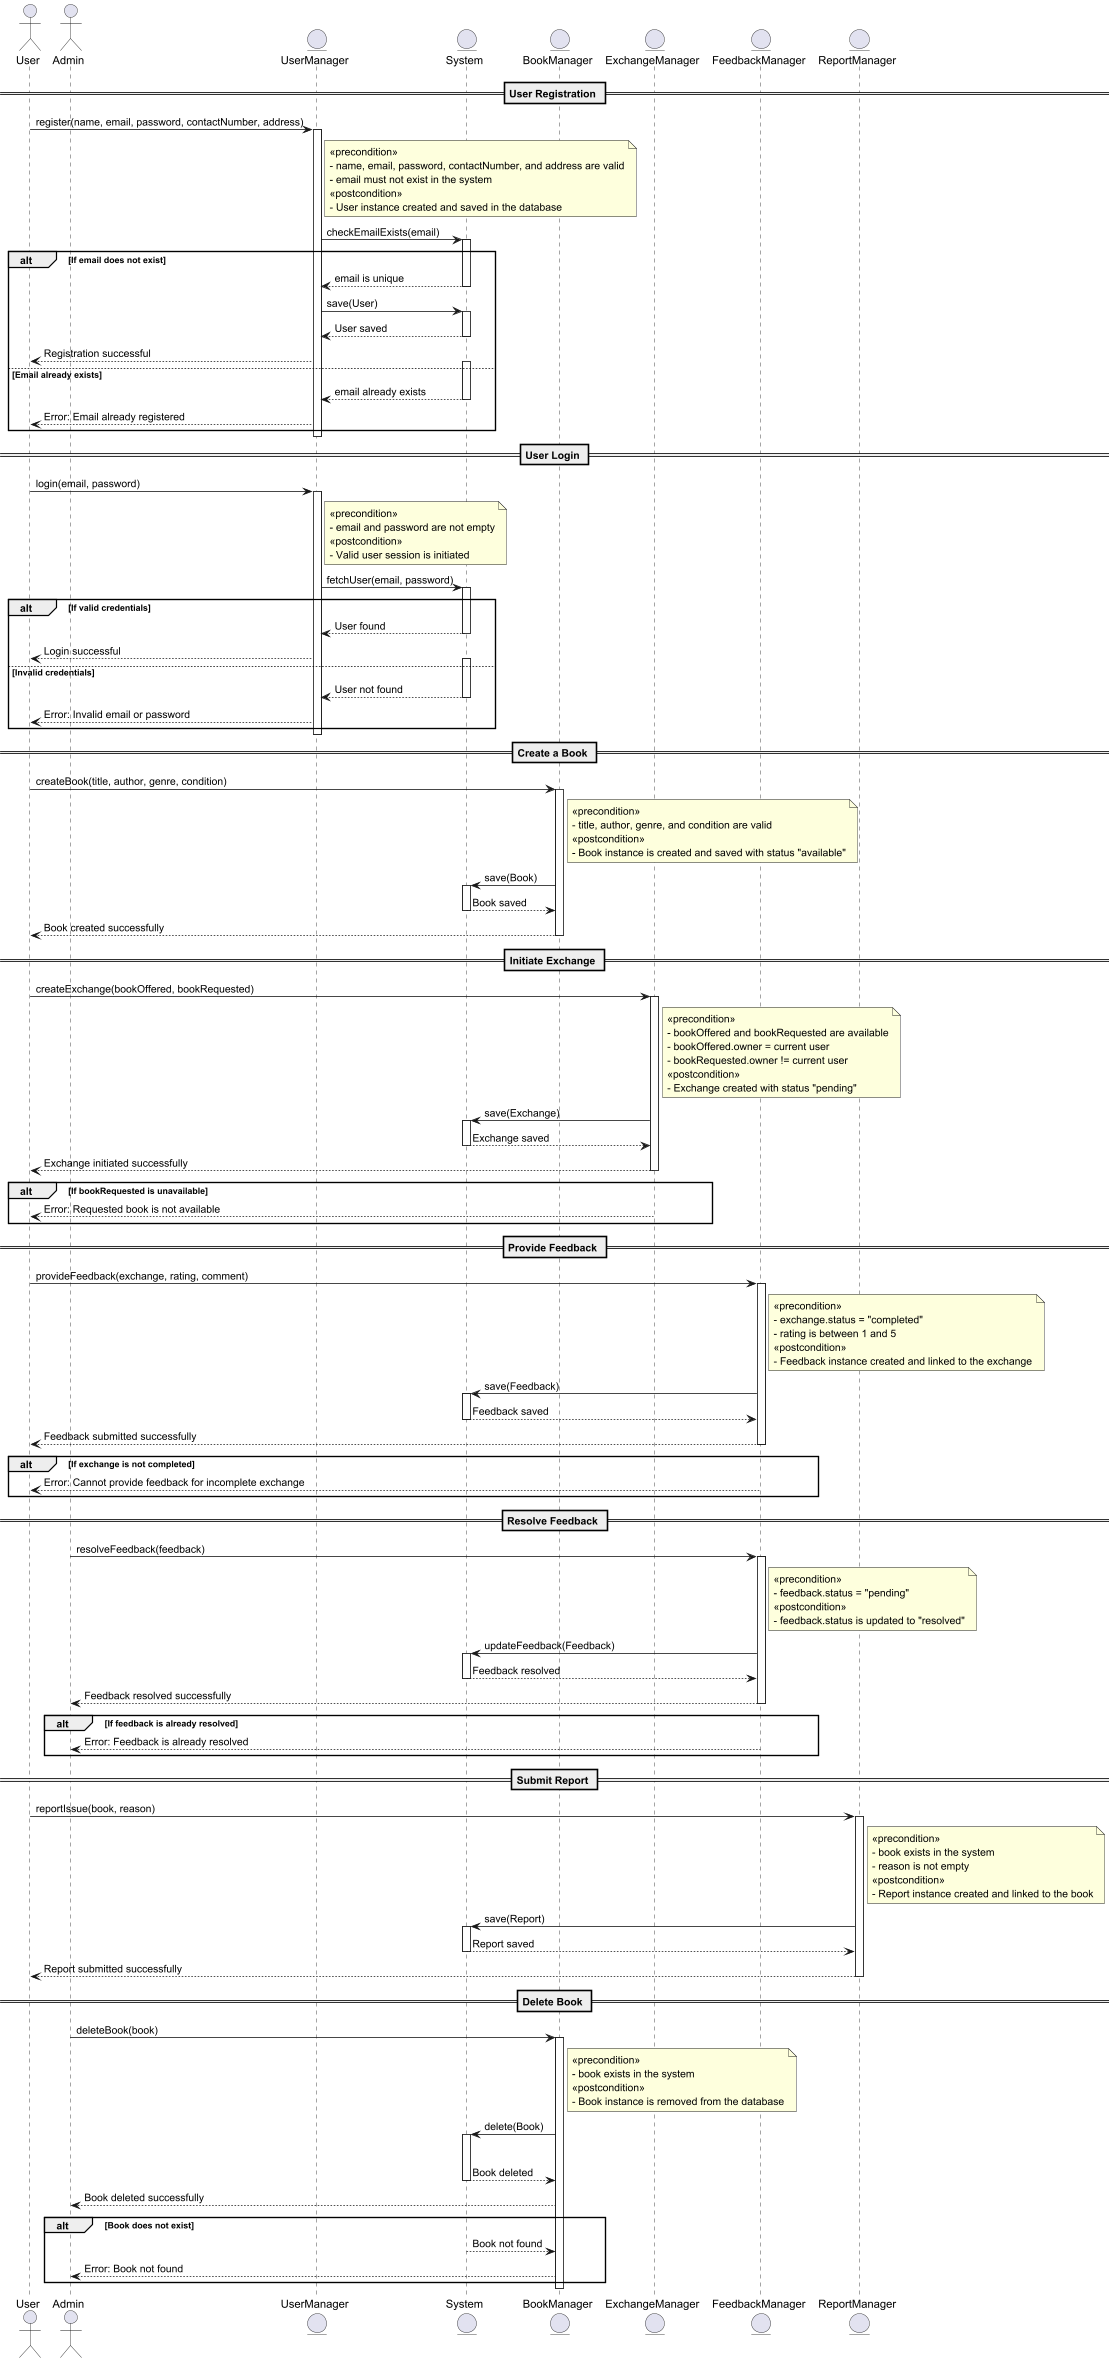 User
Admin
UserManager
System
BookManager
ExchangeManager
FeedbackManager
ReportManager
User Registration
register(name, email, password, contactNumber, address)
«precondition»
- name, email, password, contactNumber, and address are valid
- email must not exist in the system
«postcondition»
- User instance created and saved in the database
checkEmailExists(email)
alt
[If email does not exist]
email is unique
save(User)
User saved
Registration successful
[Email already exists]
email already exists
Error: Email already registered
User Login
login(email, password)
«precondition»
- email and password are not empty
«postcondition»
- Valid user session is initiated
fetchUser(email, password)
alt
[If valid credentials]
User found
Login successful
[Invalid credentials]
User not found
Error: Invalid email or password
Create a Book
createBook(title, author, genre, condition)
«precondition»
- title, author, genre, and condition are valid
«postcondition»
- Book instance is created and saved with status "available"
save(Book)
Book saved
Book created successfully
Initiate Exchange
createExchange(bookOffered, bookRequested)
«precondition»
- bookOffered and bookRequested are available
- bookOffered.owner = current user
- bookRequested.owner != current user
«postcondition»
- Exchange created with status "pending"
save(Exchange)
Exchange saved
Exchange initiated successfully
alt
[If bookRequested is unavailable]
Error: Requested book is not available
Provide Feedback
provideFeedback(exchange, rating, comment)
«precondition»
- exchange.status = "completed"
- rating is between 1 and 5
«postcondition»
- Feedback instance created and linked to the exchange
save(Feedback)
Feedback saved
Feedback submitted successfully
alt
[If exchange is not completed]
Error: Cannot provide feedback for incomplete exchange
Resolve Feedback
resolveFeedback(feedback)
«precondition»
- feedback.status = "pending"
«postcondition»
- feedback.status is updated to "resolved"
updateFeedback(Feedback)
Feedback resolved
Feedback resolved successfully
alt
[If feedback is already resolved]
Error: Feedback is already resolved
Submit Report
reportIssue(book, reason)
«precondition»
- book exists in the system
- reason is not empty
«postcondition»
- Report instance created and linked to the book
save(Report)
Report saved
Report submitted successfully
Delete Book
deleteBook(book)
«precondition»
- book exists in the system
«postcondition»
- Book instance is removed from the database
delete(Book)
Book deleted
Book deleted successfully
alt
[Book does not exist]
Book not found
Error: Book not found
User
Admin
UserManager
System
BookManager
ExchangeManager
FeedbackManager
ReportManager